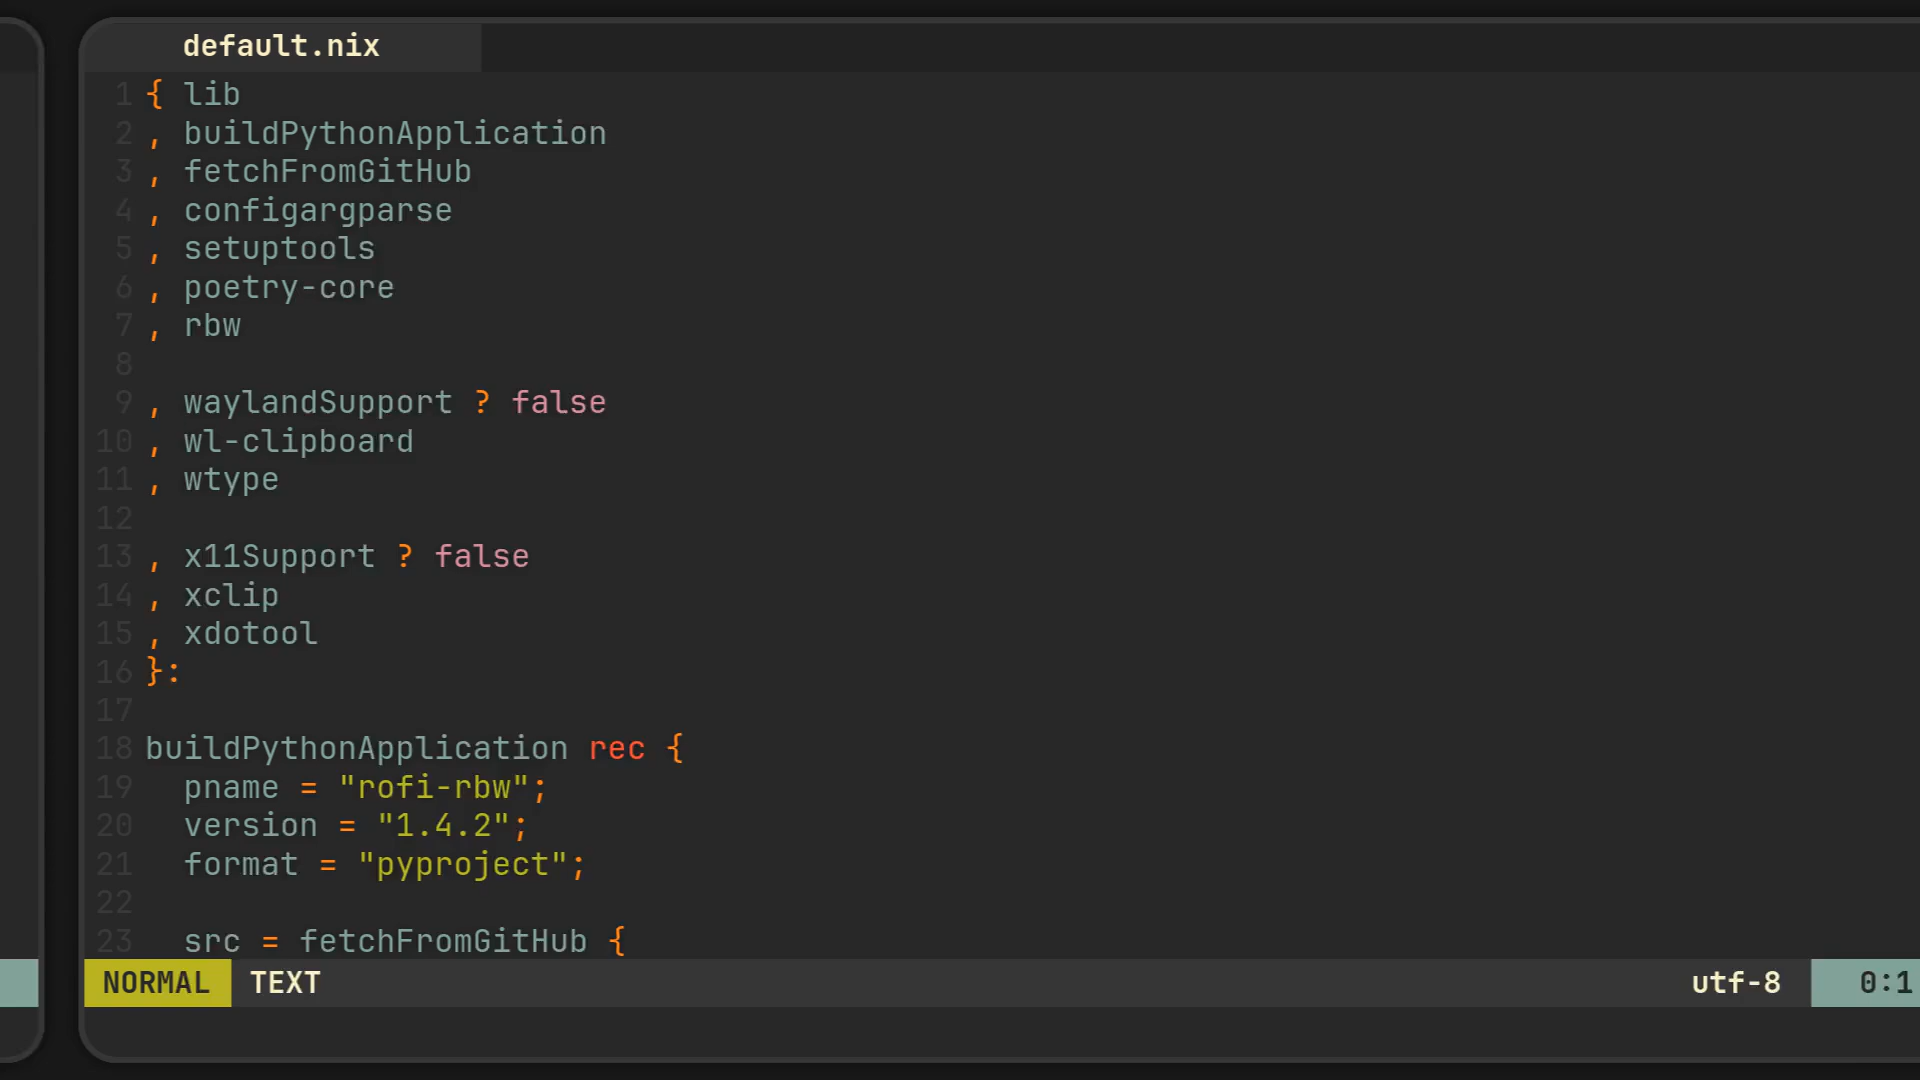 default.nix
1 { lib
2 , buildPythonApplication
3 , fetchFromGitHub
4 , configargparse
5 , setuptools
6 , poetry-core
7 , rbw
8
9 , waylandSupport ? false
10 , wl-clipboard
11 , wtype
12
13 , x11Support ? false
14 , xclip
15 , xdotool
16 }:
17
18 buildPythonApplication rec {
19   pname = "rofi-rbw";
20   version = "1.4.2";
21   format = "pyproject";
22
23   src = fetchFromGitHub {
NORMAL TEXT utf-8 0:1